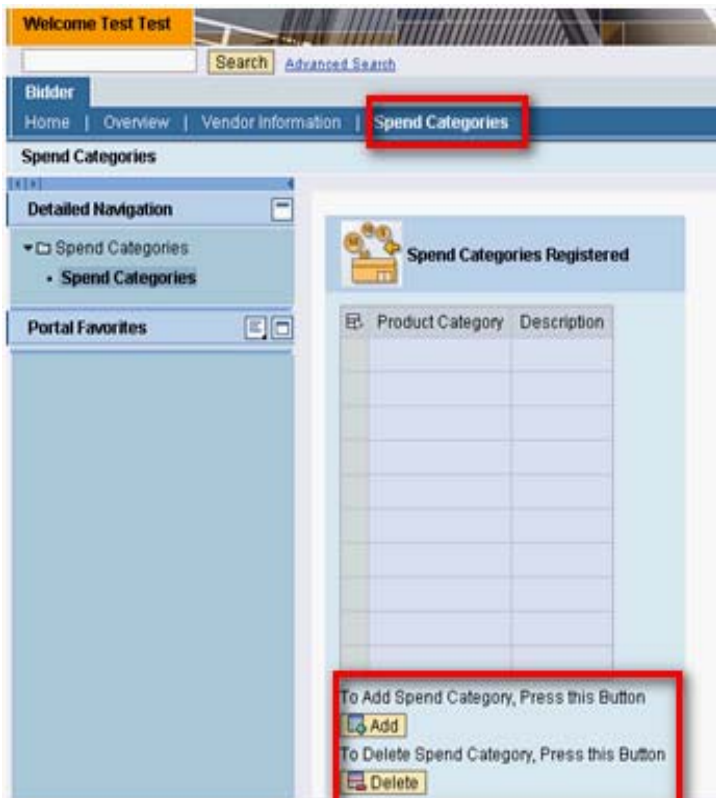 Welcome Test Test
Search Advanced Search
Bidder
Home | Overview | Vendor Information | Spend Categories
Spend Categories
Detailed Navigation
Spend Categories
• Spend Categories
Portal Favorites
Spend Categories Registered
Product Category Description
To Add Spend Category, Press this Button
Add
To Delete Spend Category, Press this Button
Delete